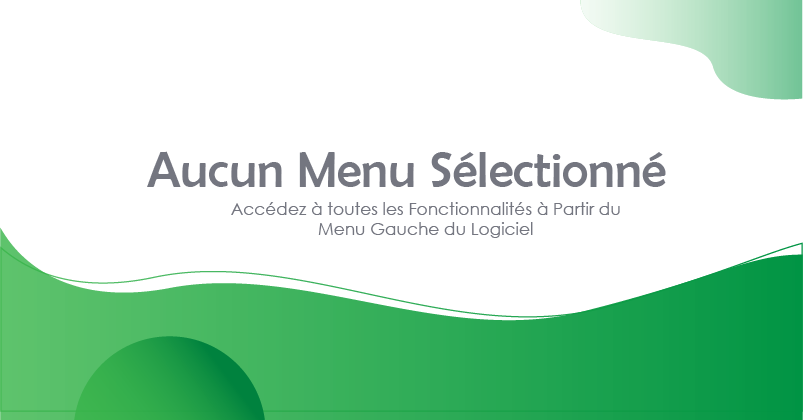 Aucun Menu Sélectionné
Accédez à toutes les Fonctionnalités à Partir du
Menu Gauche du Logiciel